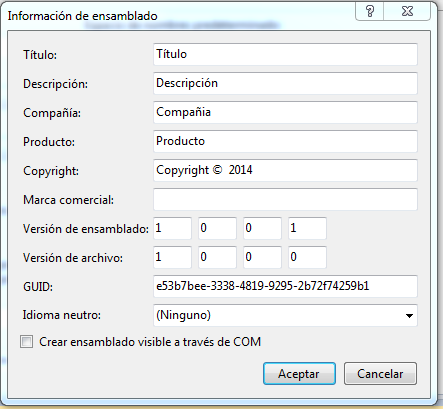 Información de ensamblado
Título: Título
Descripción: Descripción
Compañía: Compañia
Producto: Producto
Copyright: Copyright © 2014
Marca comercial:
Versión de ensamblado: 1 0 0 1
Versión de archivo: 1 0 0 0
GUID: e53b7bee-3338-4819-9295-2b72f74259b1
Idioma neutro: (Ninguno)
Crear ensamblado visible a través de COM
Aceptar Cancelar